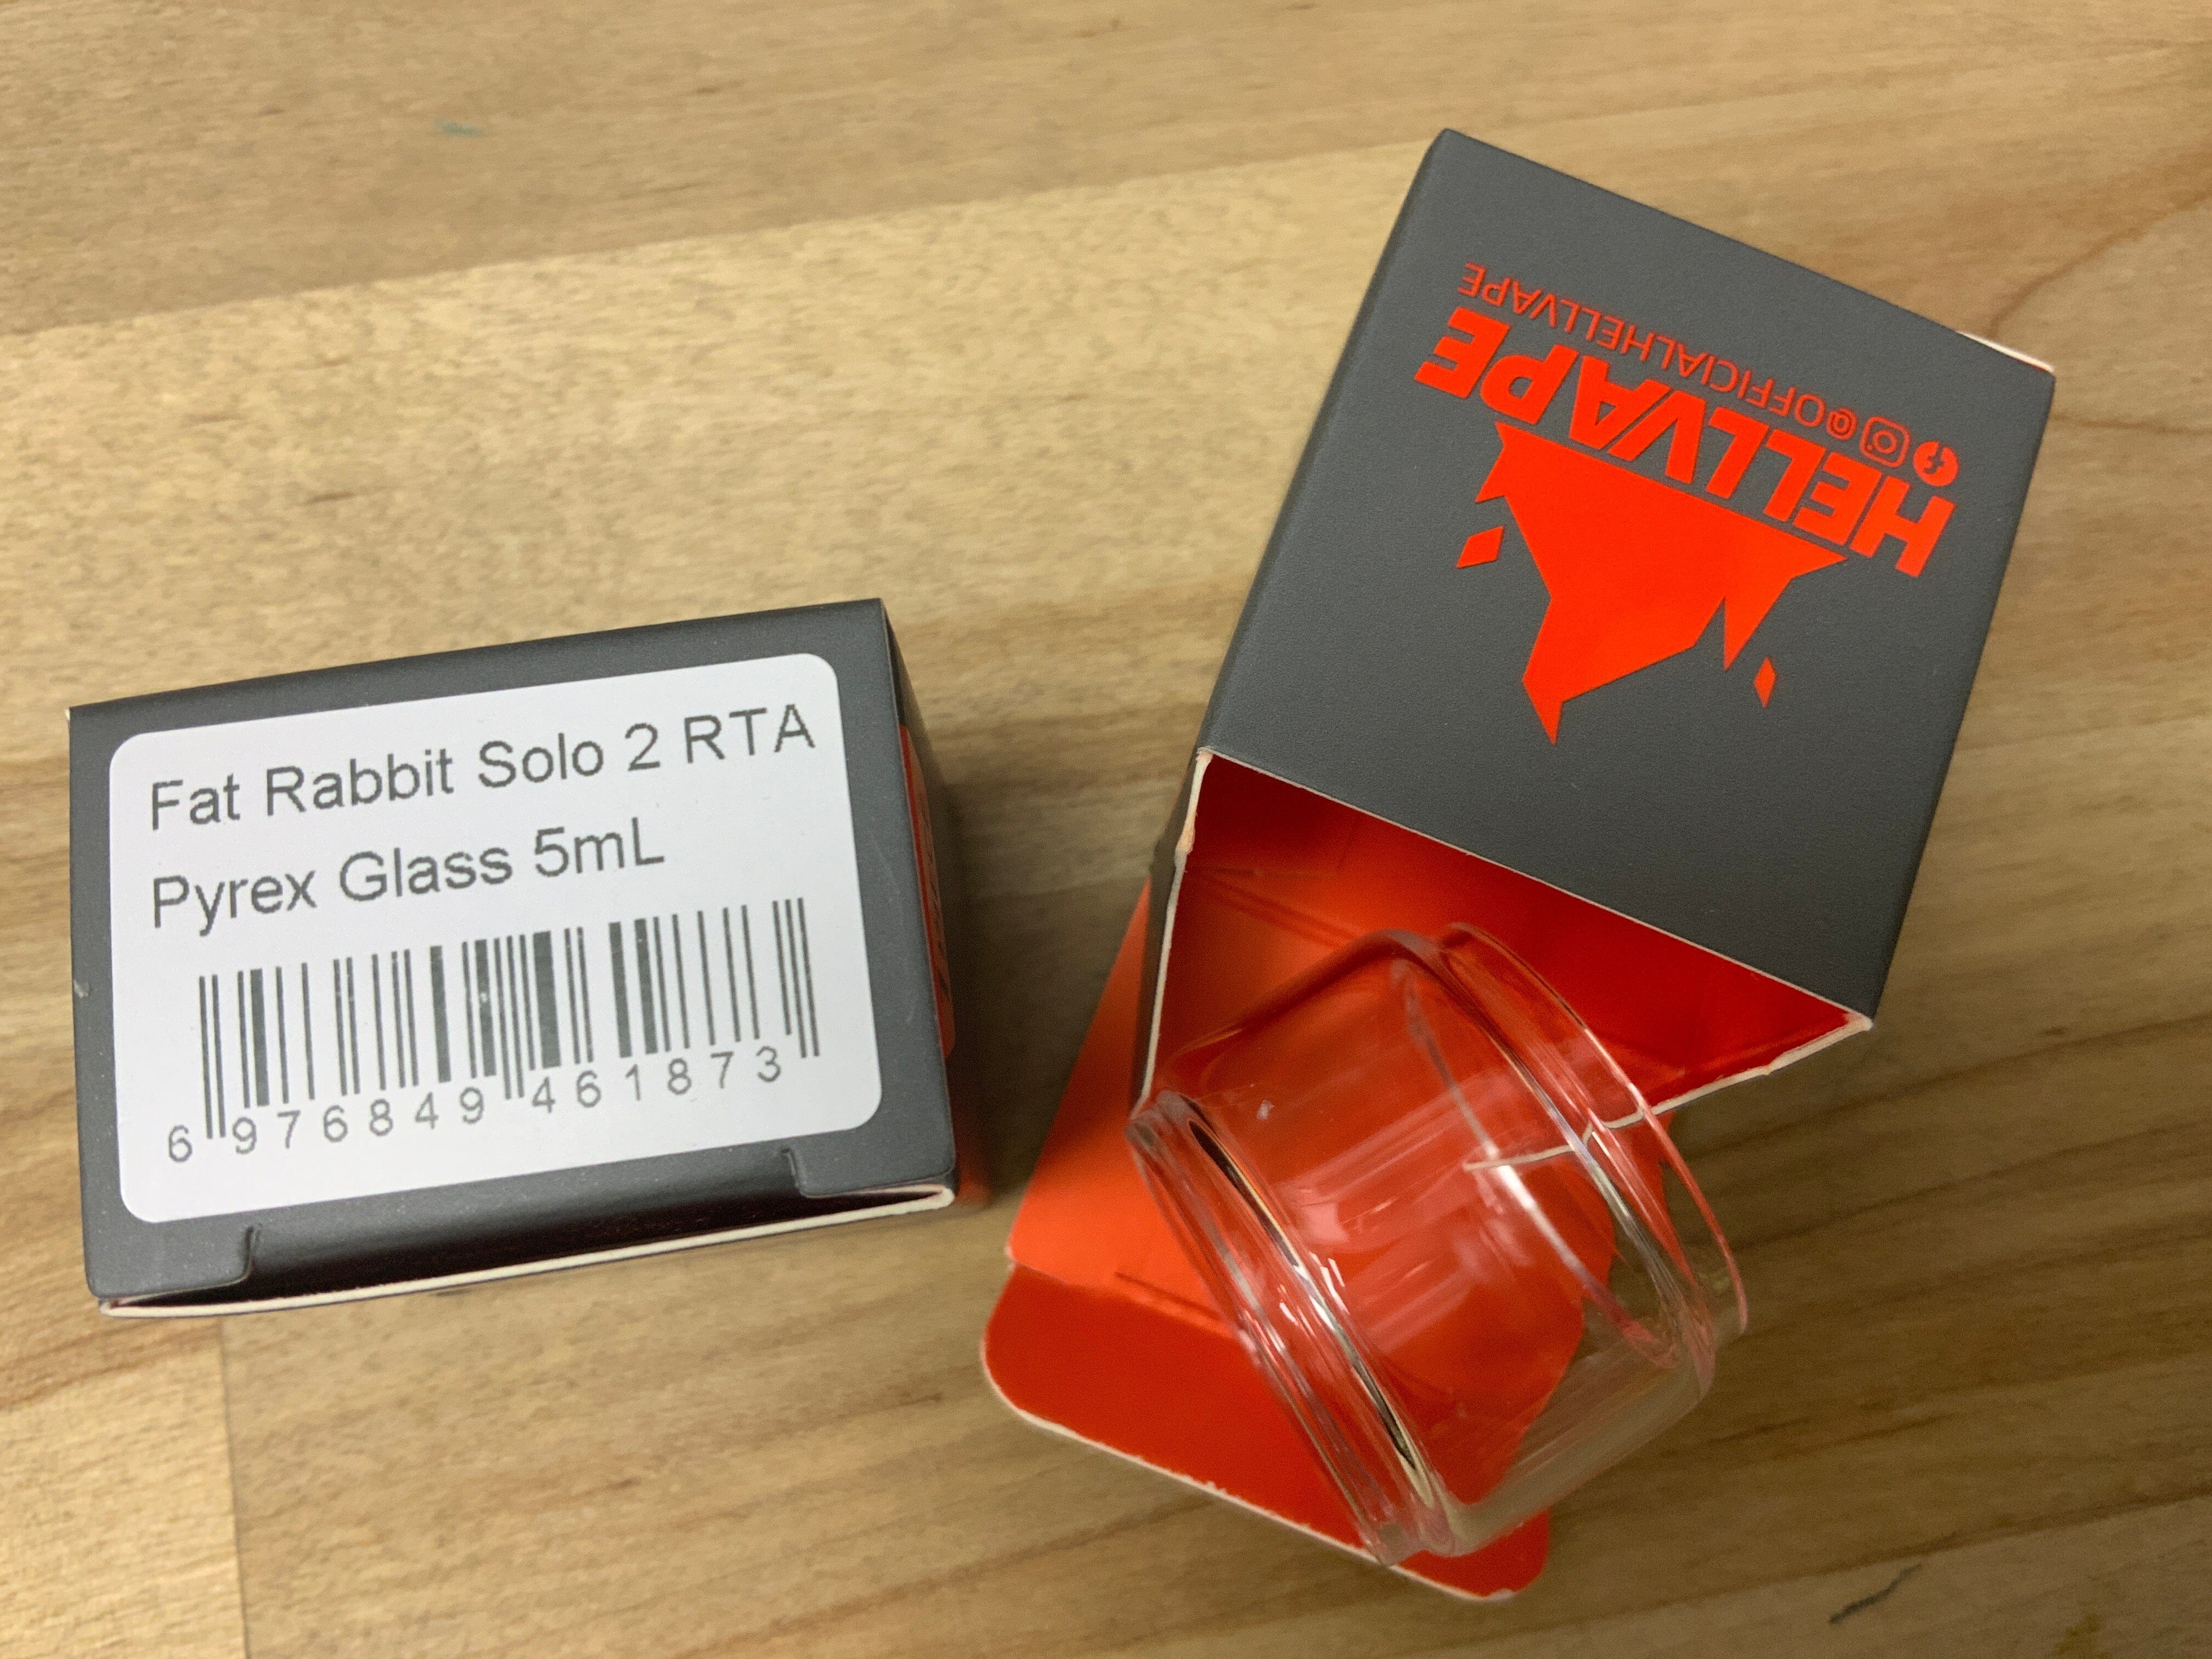 Fat Rabbit Solo 2 RTA
Pyrex Glass 5mL
6 976849 461873
HELLVAPE
@OFFICIALHELLVAPE